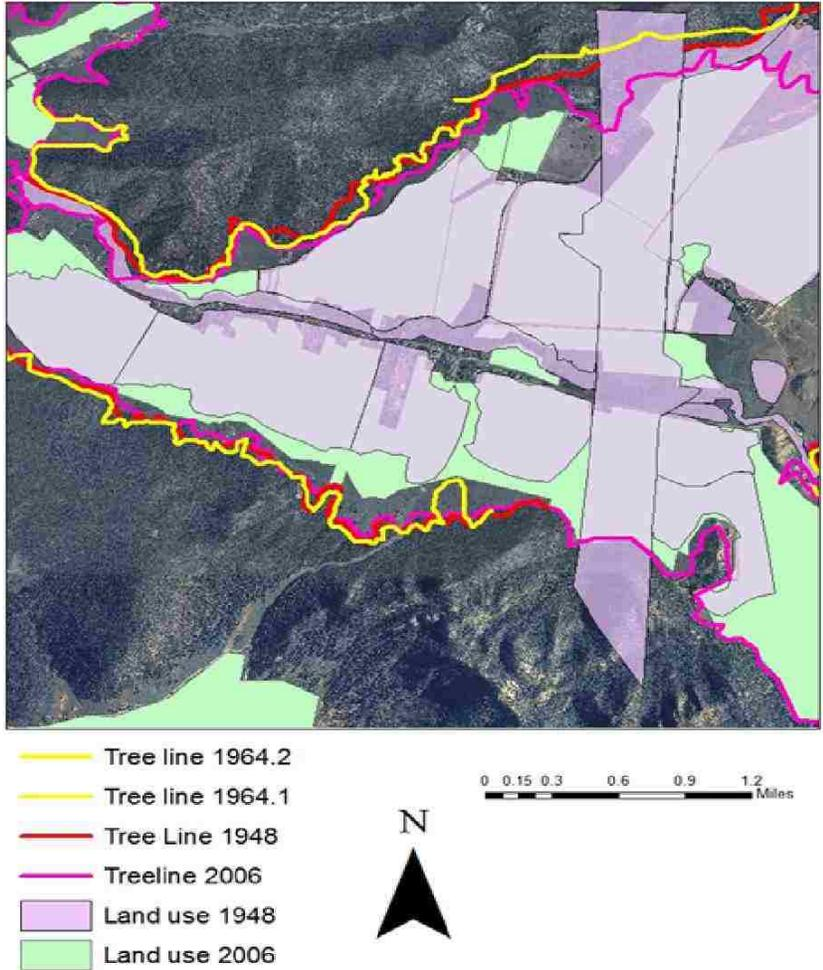 Tree line 1964.2
Tree line 1964.1
Tree Line 1948
Treeline 2006
Land use 1948
Land use 2006
0 0.15 0.3 0.6 0.9 1.2
Miles
N